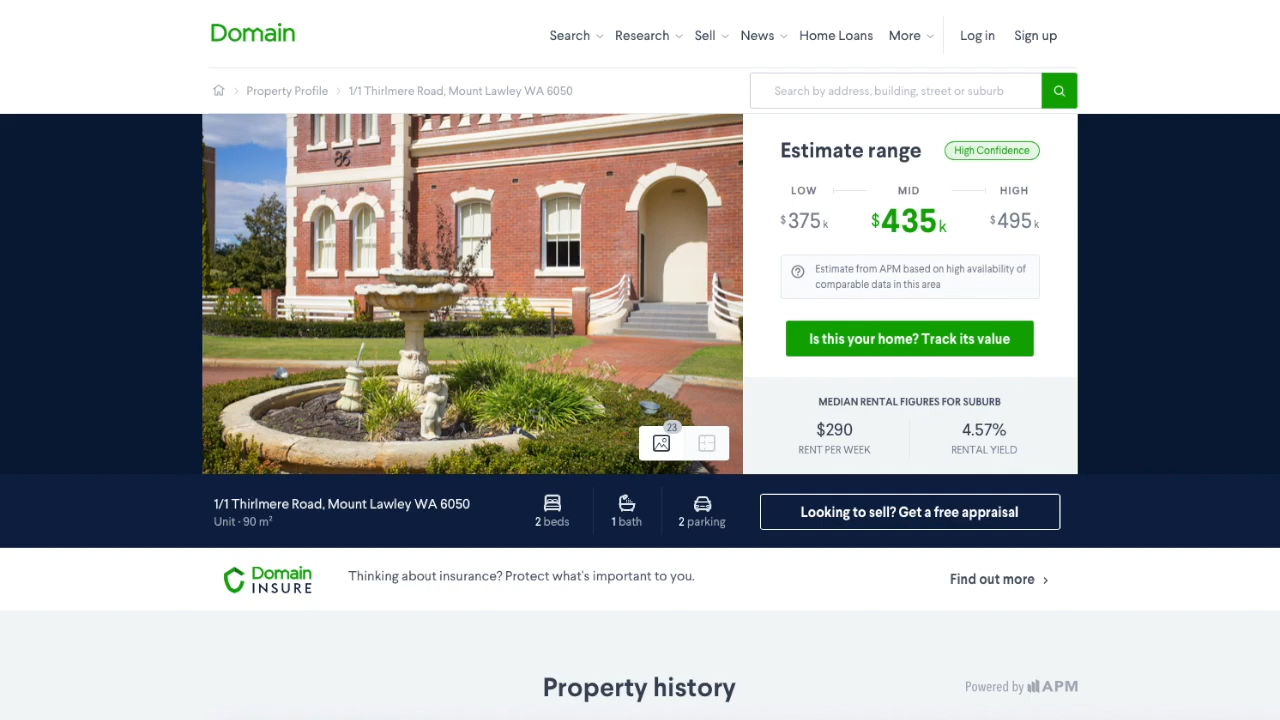 Domain
Search Research Sell News Home Loans More Log in Sign up
Property Profile 1/1 Thirlmere Road, Mount Lawley WA 6050
Search by address, building, street or suburb
86
Estimate range High Confidence
LOW MID HIGH
$375k $435k $495k
Estimate from APM based on high availability of
comparable data in this area
Is this your home? Track its value
MEDIAN RENTAL FIGURES FOR SUBURB
$290 4.57%
RENT PER WEEK RENTAL YIELD
23
1/1 Thirlmere Road, Mount Lawley WA 6050
Unit · 90 m²
2 beds 1 bath 2 parking
Looking to sell? Get a free appraisal
Domain
INSURE
Thinking about insurance? Protect what's important to you.
Find out more
Property history
Powered by APM